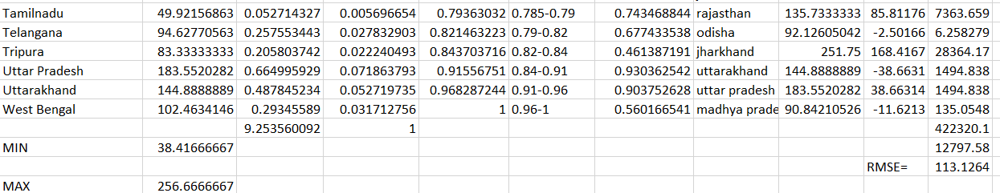 Tamilnadu 49.92156863 0.052714327 0.005696654 0.79363032 0.785-0.79 0.743468844 rajasthan 135.7333333 85.81176 7363.659
Telangana 94.62770563 0.257553443 0.027832903 0.821463223 0.79-0.82 0.677433538 odisha 92.12605042 -2.50166 6.258279
Tripura 83.33333333 0.205803742 0.022240493 0.843703716 0.82-0.84 0.461387191 jharkhand 251.75 168.4167 28364.17
Uttar Pradesh 183.5520282 0.664995929 0.071863793 0.91556751 0.84-0.91 0.930362542 uttarakhand 144.8888889 -38.6631 1494.838
Uttarakhand 144.8888889 0.487845234 0.052719735 0.968287244 0.91-0.96 0.903752628 uttar pradesh 183.5520282 38.66314 1494.838
West Bengal 102.4634146 0.29345589 0.031712756 1 0.96-1 0.560166541 madhya prade 90.84210526 -11.6213 135.0548
9.253560092 1 422320.1
MIN 38.41666667 12797.58
RMSE= 113.1264
MAX 256.6666667